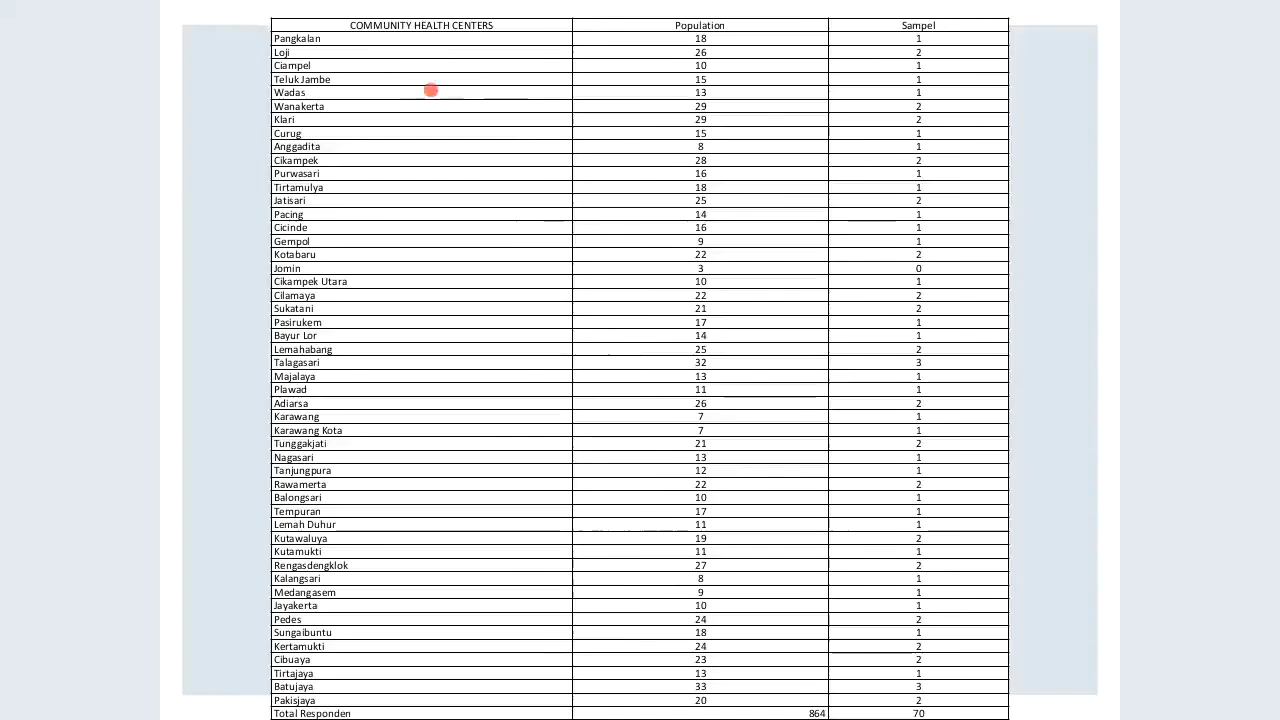 COMMUNITY HEALTH CENTERS Population Sampel
Pangkalan 18 1
Loji 26 2
Ciampel 10 1
Teluk Jambe 15 1
Wadas 13 1
Wanakerta 29 2
Klari 29 2
Curug 15 1
Anggadita 8 1
Cikampek 28 2
Purwasari 16 1
Tirtamulya 18 1
Jatisari 25 2
Pacing 14 1
Cicinde 16 1
Gempol 9 1
Kotabaru 22 2
Jomin 3 0
Cikampek Utara 10 1
Cilamaya 22 2
Sukatani 21 2
Pasirukem 17 1
Bayur Lor 14 1
Lemahabang 25 2
Talagasari 32 3
Majalaya 13 1
Plawad 11 1
Adiarsa 26 2
Karawang 7 1
Karawang Kota 7 1
Tunggakjati 21 2
Nagasari 13 1
Tanjungpura 12 1
Rawamerta 22 2
Balongsari 10 1
Tempuran 17 1
Lemah Duhur 11 1
Kutawaluya 19 2
Kutamukti 11 1
Rengasdengklok 27 2
Kalangsari 8 1
Medangasem 9 1
Jayakerta 10 1
Pedes 24 2
Sungaibuntu 18 1
Kertamukti 24 2
Cibuaya 23 2
Tirtajaya 13 1
Batujaya 33 3
Pakisjaya 20 2
Total Responden 864 70